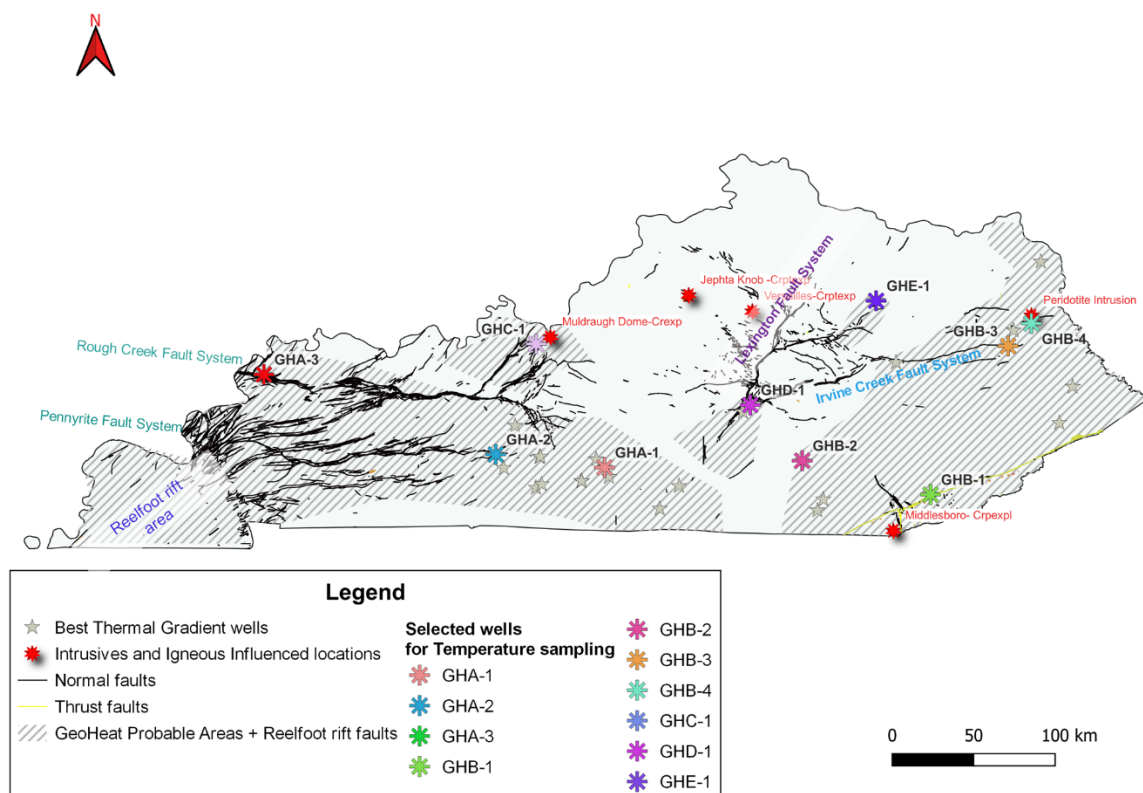 N
Jephta Knob -Crptexp
Versailles-Crptexp
Lexington Fault System
GHE-1
Peridotite Intrusion
GHC-1
Muldraugh Dome-Crexp
GHB-3
GHB-4
Rough Creek Fault System
GHA-3
Irvine Creek Fault System
GHD-1
Pennyrite Fault System
GHA-2
GHA-1
GHB-2
GHB-1
Reelfoot rift
area
Middlesboro- Crpexpl
Legend
Best Thermal Gradient wells
Intrusives and Igneous Influenced locations
Normal faults
Thrust faults
GeoHeat Probable Areas + Reelfoot rift faults
Selected wells
for Temperature sampling
GHA-1
GHA-2
GHA-3
GHB-1
GHB-2
GHB-3
GHB-4
GHC-1
GHD-1
GHE-1
0 50 100 km